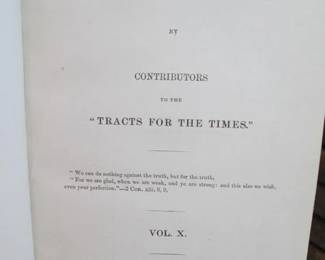 BY
CONTRIBUTORS
TO THE
"TRACTS FOR THE TIMES."
"We can do nothing against the truth, but for the truth.
"For we are glad, when we are weak, and ye are strong: and this also we wish,
even your perfection."—2 Cor. xiii. 8, 9.
VOL. X.